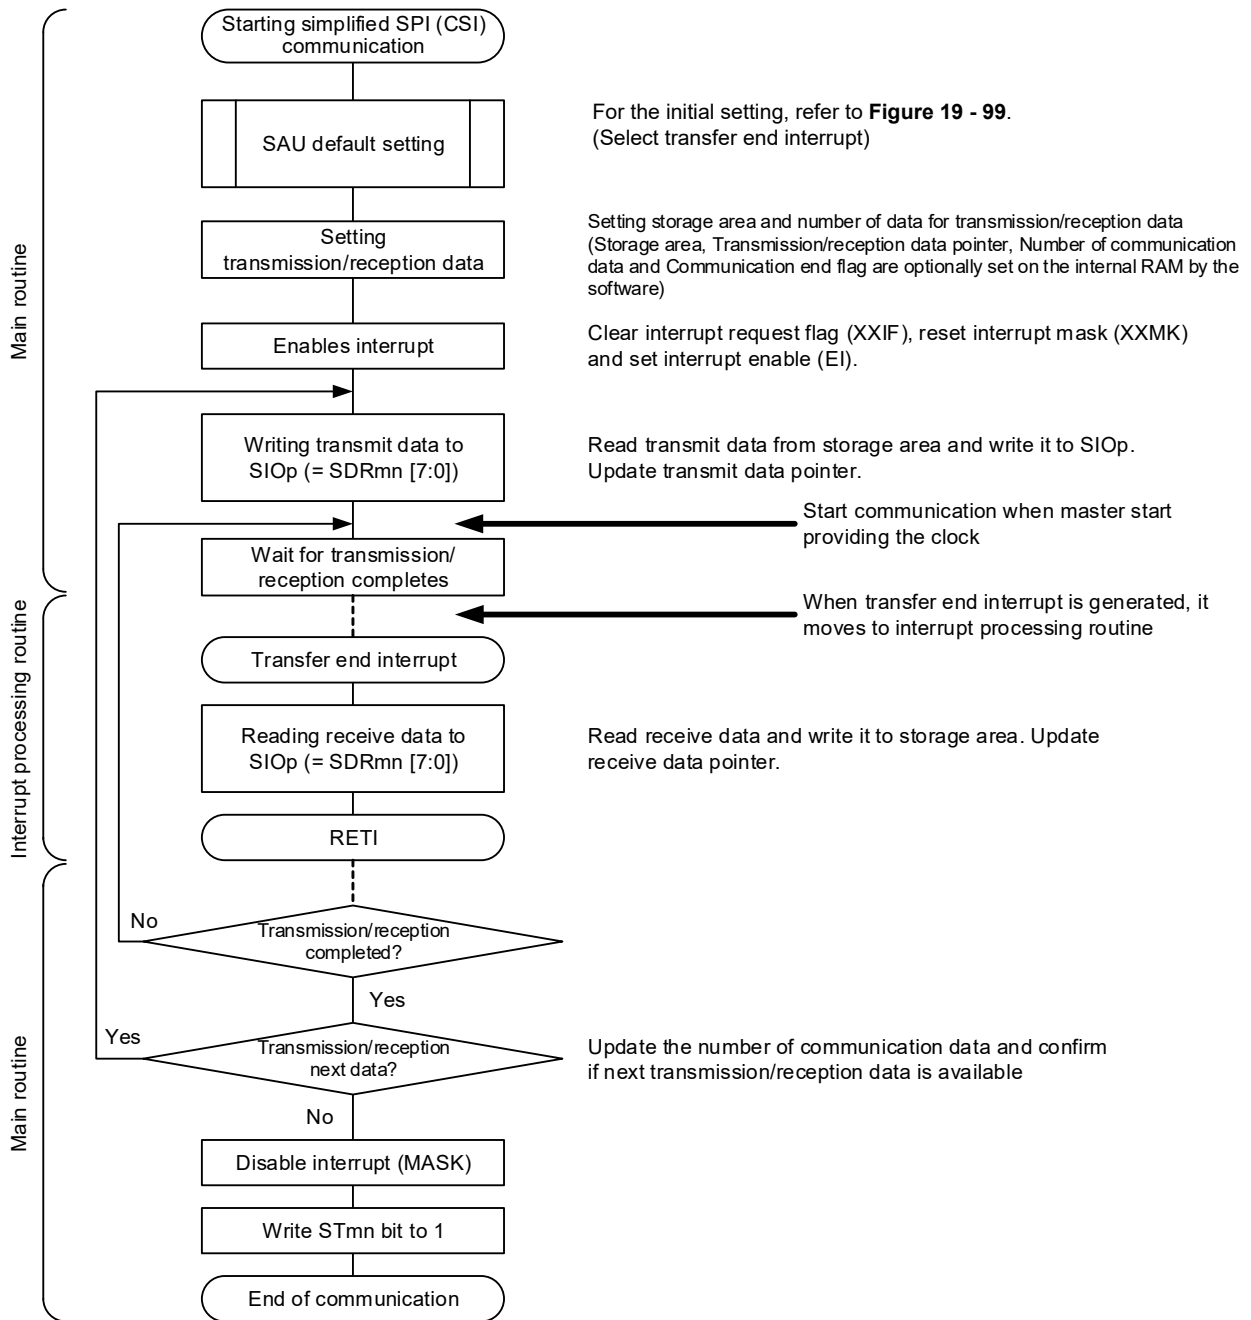 Starting simplified SPI (CSI)
communication
SAU default setting
For the initial setting, refer to Figure 19 - 99.
(Select transfer end interrupt)
Setting
transmission/reception data
Setting storage area and number of data for transmission/reception data
(Storage area, Transmission/reception data pointer, Number of communication
data and Communication end flag are optionally set on the internal RAM by the
software)
Main routine
Enables interrupt
Clear interrupt request flag (XXIF), reset interrupt mask (XXMK)
and set interrupt enable (EI).
Writing transmit data to
SIOp (= SDRmn [7:0])
Read transmit data from storage area and write it to SIOp.
Update transmit data pointer.
Start communication when master start
providing the clock
Wait for transmission/
reception completes
When transfer end interrupt is generated, it
moves to interrupt processing routine
Interrupt processing routine
Transfer end interrupt
Reading receive data to
SIOp (= SDRmn [7:0])
Read receive data and write it to storage area. Update
receive data pointer.
RETI
No
Transmission/reception
completed?
Yes
Main routine
Yes
Transmission/reception
next data?
Update the number of communication data and confirm
if next transmission/reception data is available
No
Disable interrupt (MASK)
Write STmn bit to 1
End of communication